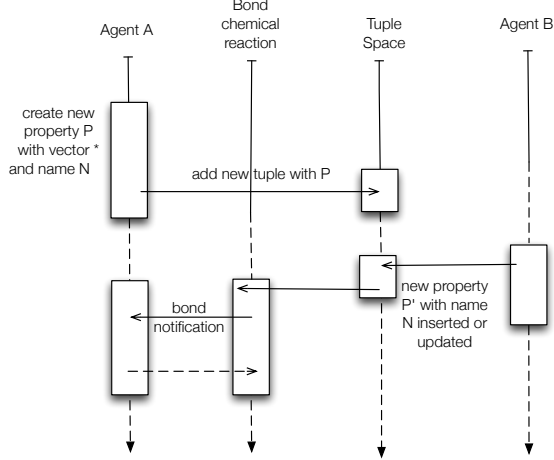 Agent A
Bond
chemical
reaction
Tuple
Space
Agent B
create new
property P
with vector *
and name N
add new tuple with P
new property
P' with name
N inserted or
updated
bond
notification